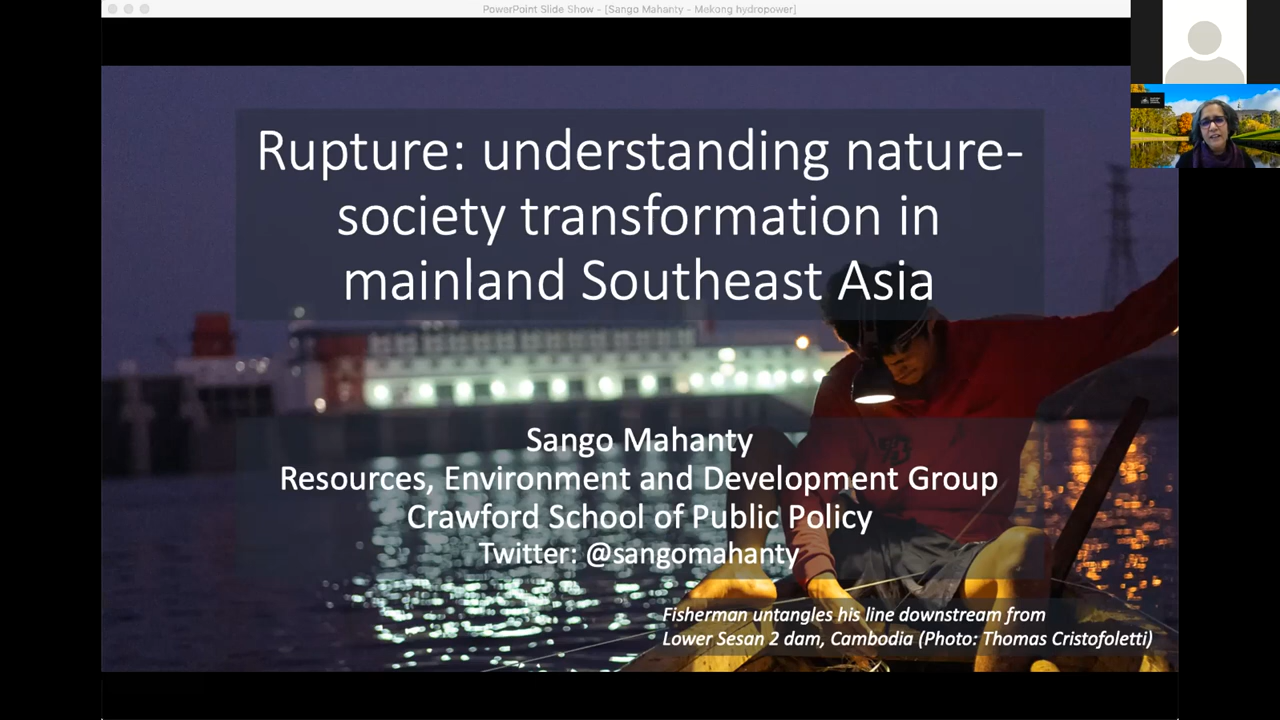 PowerPoint Slide Show - [Sango Mahanty - Mekong hydropower]
Rupture: understanding nature-
society transformation in
mainland Southeast Asia
Sango Mahanty
Resources, Environment and Development Group
Crawford School of Public Policy
Twitter: @sangomahanty
Fisherman untangles his line downstream from
Lower Sesan 2 dam, Cambodia (Photo: Thomas Cristofoletti)